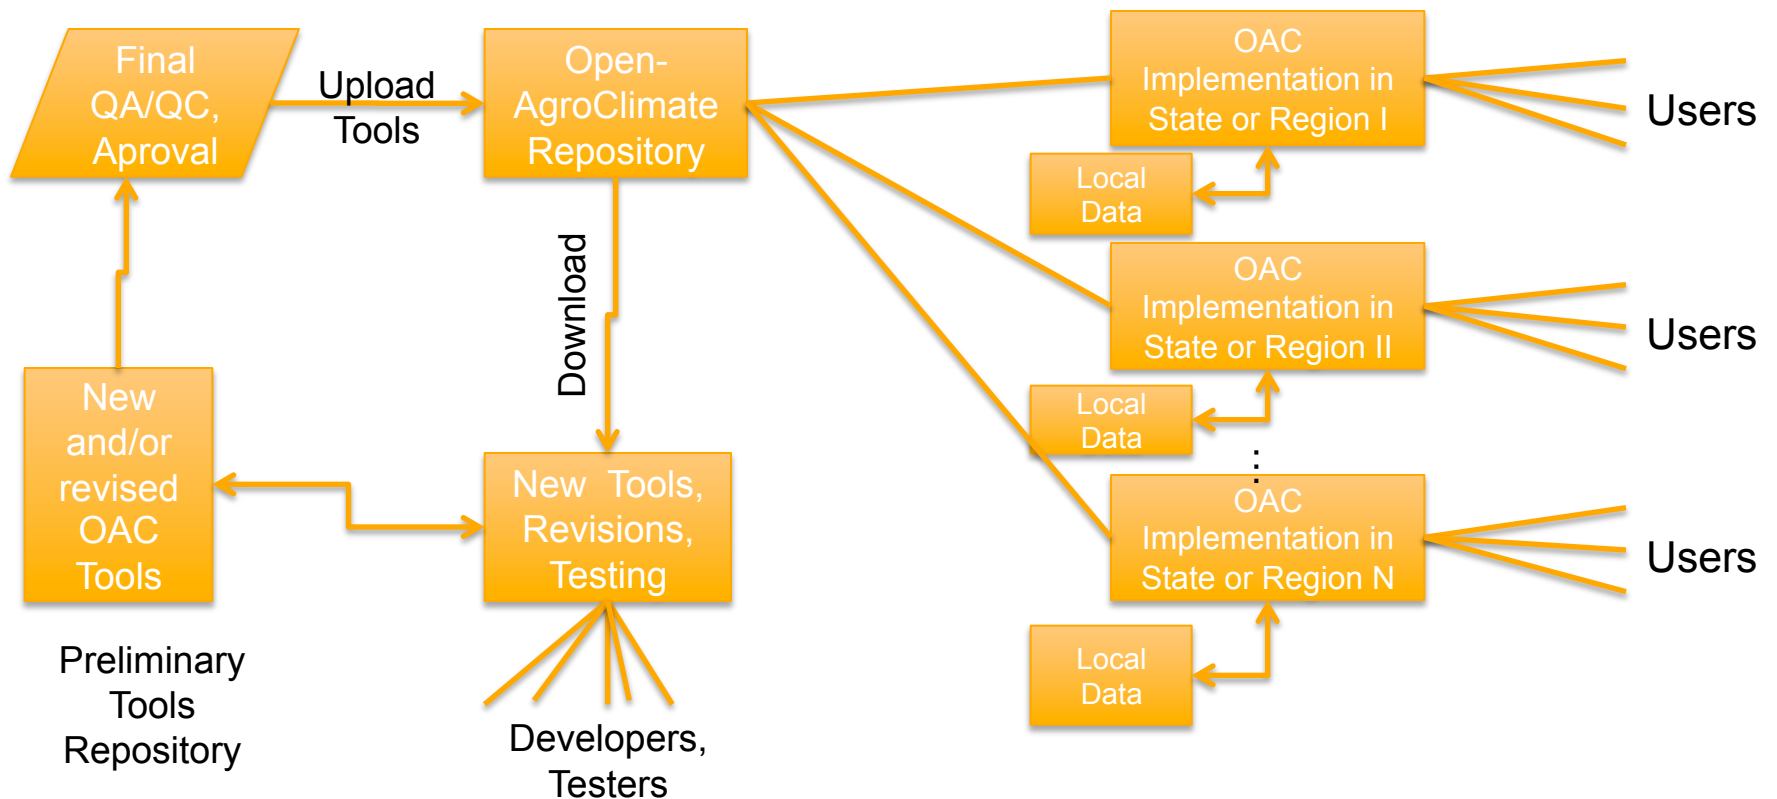 Final
QA/QC,
Aproval
Upload
Tools
Open-
AgroClimate
Repository
OAC
Implementation in
State or Region I
Users
Local
Data
Download
OAC
Implementation in
State or Region II
Users
Local
Data
New
and/or
revised
OAC
Tools
New Tools,
Revisions,
Testing
...
OAC
Implementation in
State or Region N
Users
Local
Data
Preliminary
Tools
Repository
Developers,
Testers